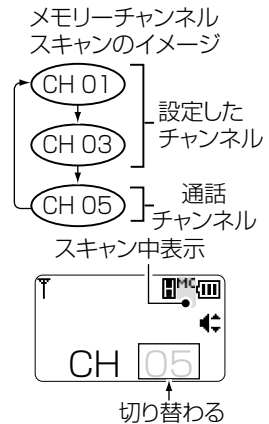 メモリーチャンネル
スキャンのイメージ
CH 01
CH 03
設定した
チャンネル
CH 05
通話
チャンネル
スキャン中表示
H MC
CH 05
切り替わる